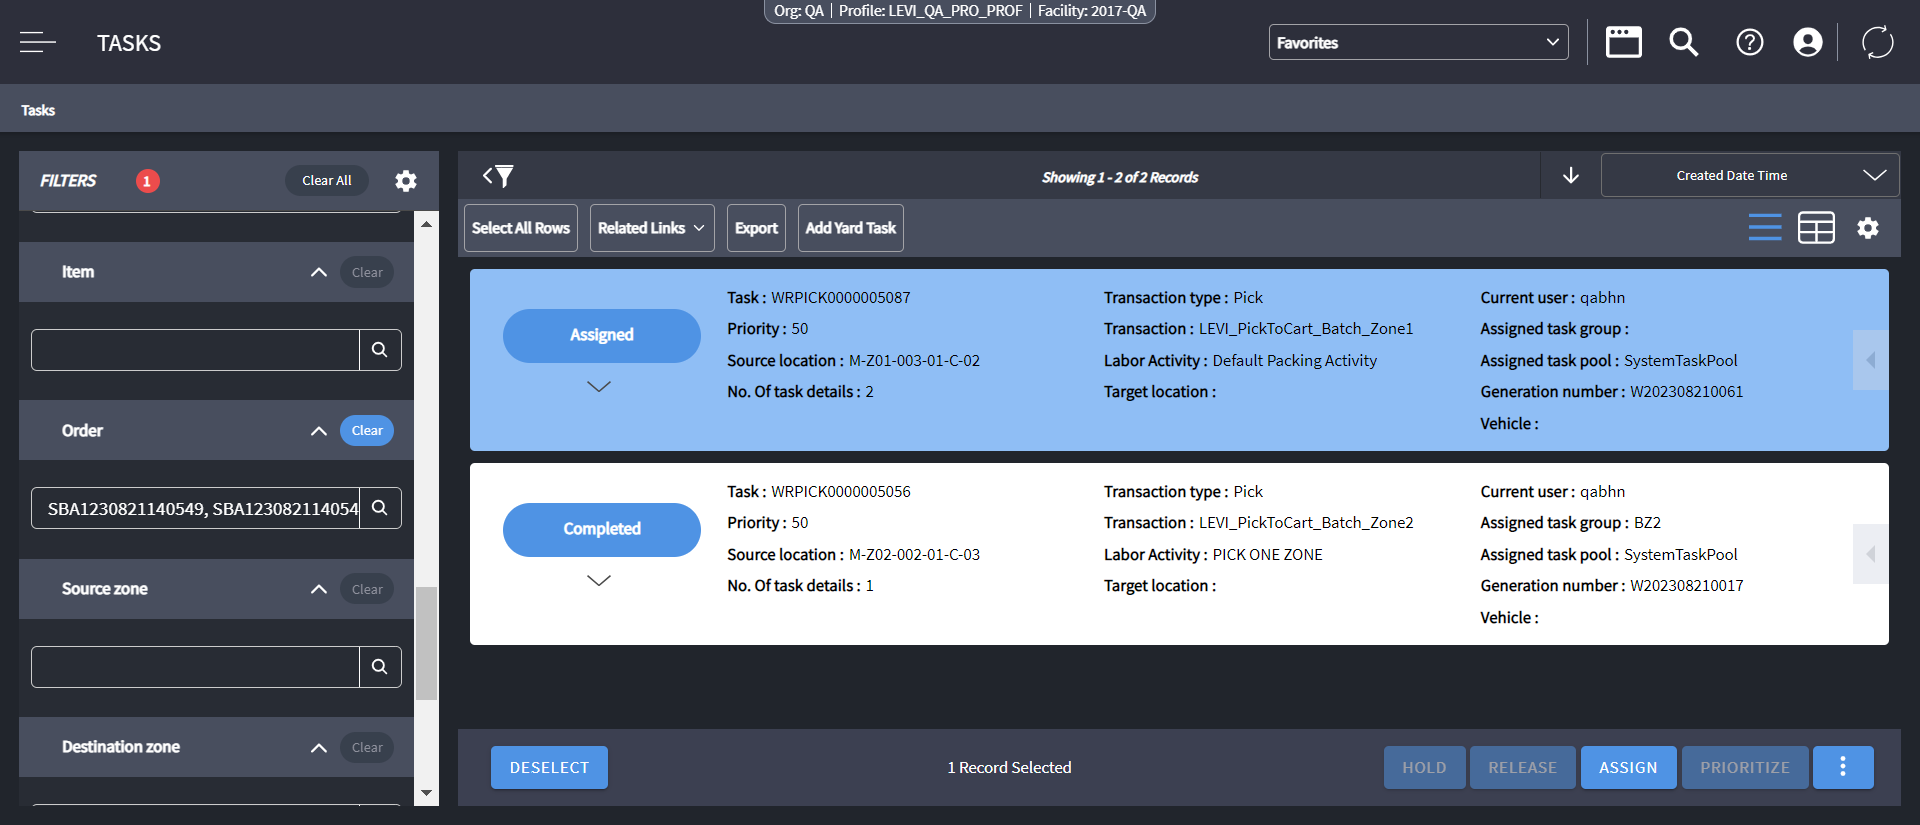 Org: QA | Profile: LEVI_QA_PRO_PROF | Facility: 2017-QA
TASKS
Favorites
Tasks
FILTERS 1 Clear All
Item Clear
Order Clear
SBA1230821140549, SBA123082114054
Source zone Clear
Destination zone Clear
Showing 1 - 2 of 2 Records
Created Date Time
Select All Rows Related Links Export Add Yard Task
Assigned
Task : WRPICK0000005087
Priority : 50
Source location : M-Z01-003-01-C-02
No. Of task details : 2
Transaction type : Pick
Transaction : LEVI_PickToCart_Batch_Zone1
Labor Activity : Default Packing Activity
Target location :
Current user : qabhn
Assigned task group :
Assigned task pool : SystemTaskPool
Generation number : W202308210061
Vehicle :
Completed
Task : WRPICK0000005056
Priority : 50
Source location : M-Z02-002-01-C-03
No. Of task details : 1
Transaction type : Pick
Transaction : LEVI_PickToCart_Batch_Zone2
Labor Activity : PICK ONE ZONE
Target location :
Current user : qabhn
Assigned task group : BZ2
Assigned task pool : SystemTaskPool
Generation number : W202308210017
Vehicle :
DESELECT
1 Record Selected
HOLD RELEASE ASSIGN PRIORITIZE